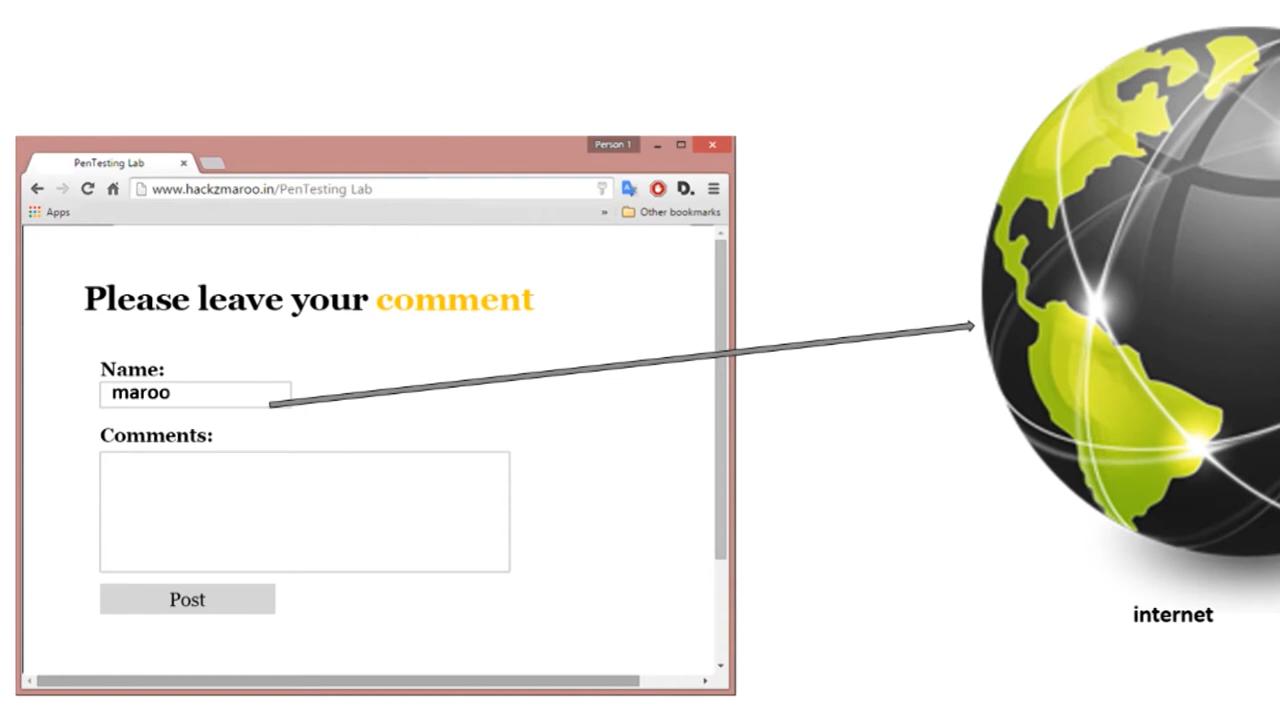 Person 1
PenTesting Lab
www.hackzmaroo.in/PenTesting Lab
D.
Apps
» Other bookmarks
Please leave your comment
Name:
maroo
Comments:
Post
internet